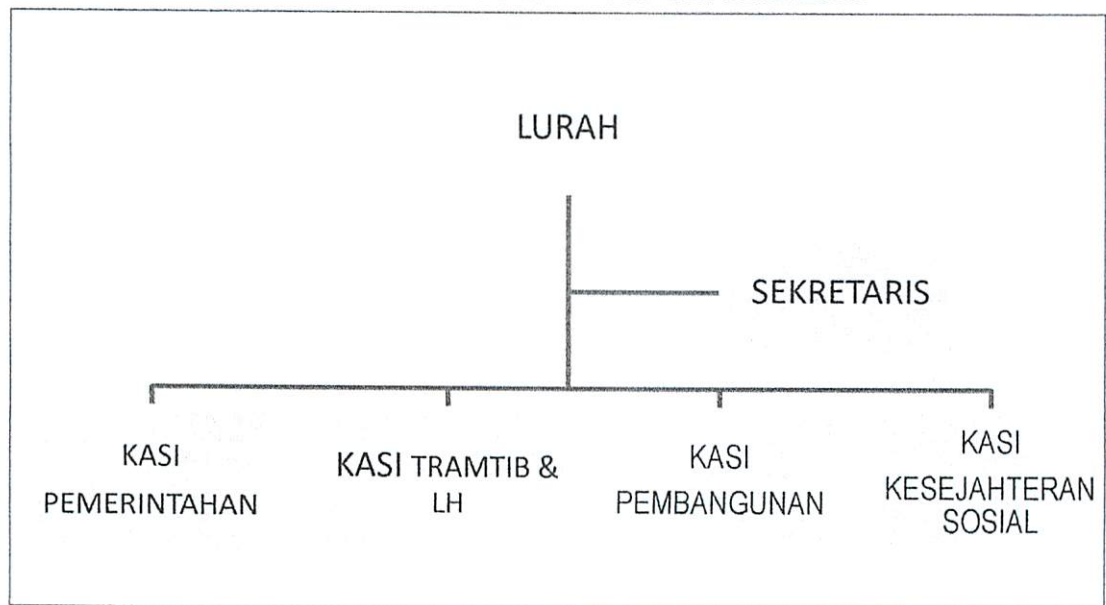 LURAH
SEKRETARIS
KASI
PEMERINTAHAN
KASI TRAMTIB &
LH
KASI
PEMBANGUNAN
KASI
KESEJAHTERAN
SOSIAL